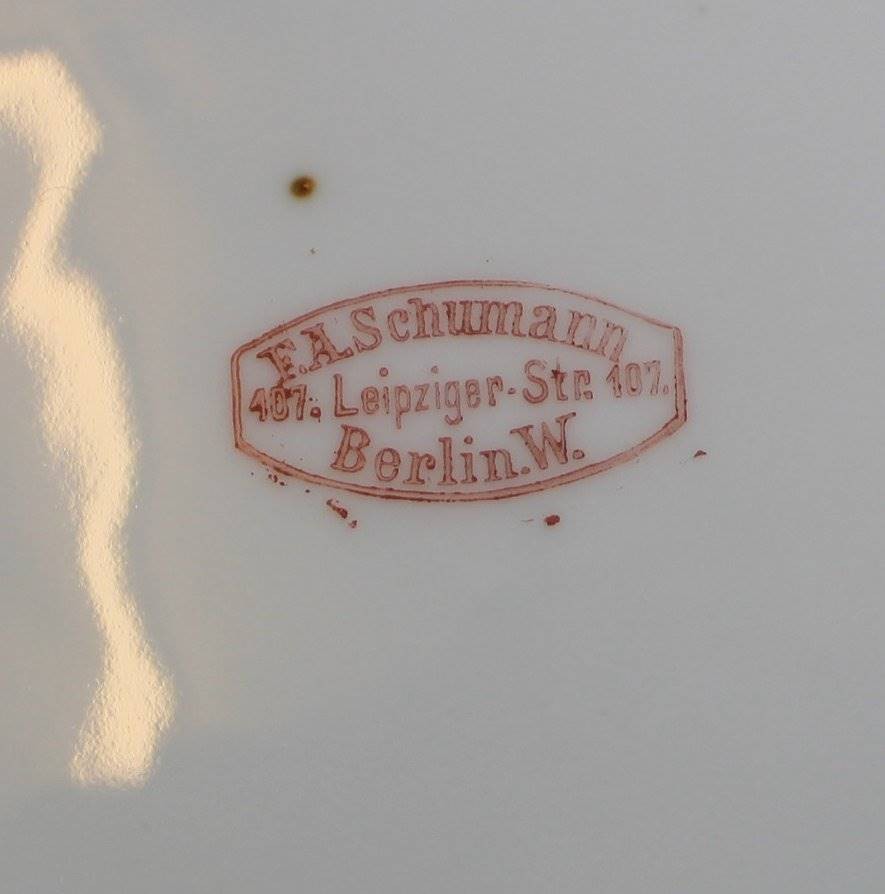 F.A.Schumann
107. Leipziger-Str. 107.
Berlin.W.